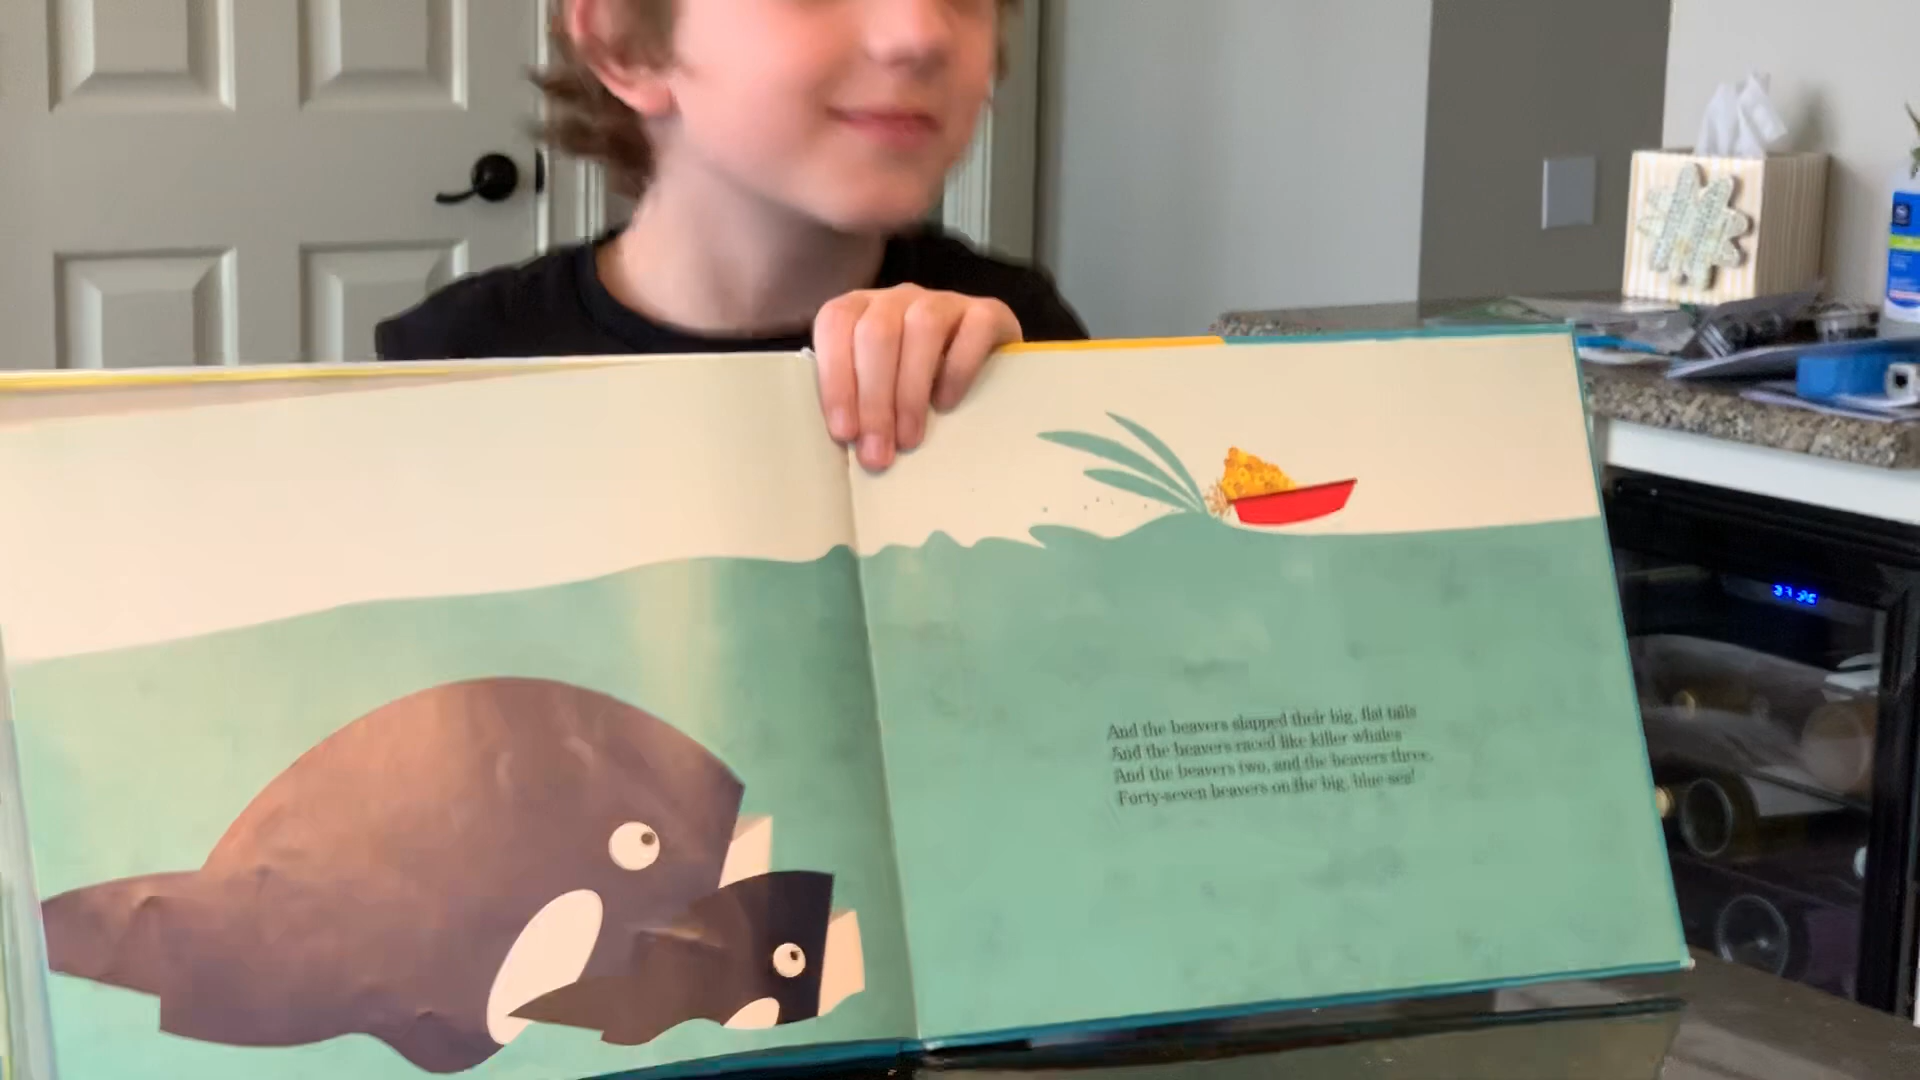 And the beavers slapped their big, flat tails
And the beavers raced like killer whales
And the beavers two, and the beavers three,
Forty-seven beavers on the big, blue sea!